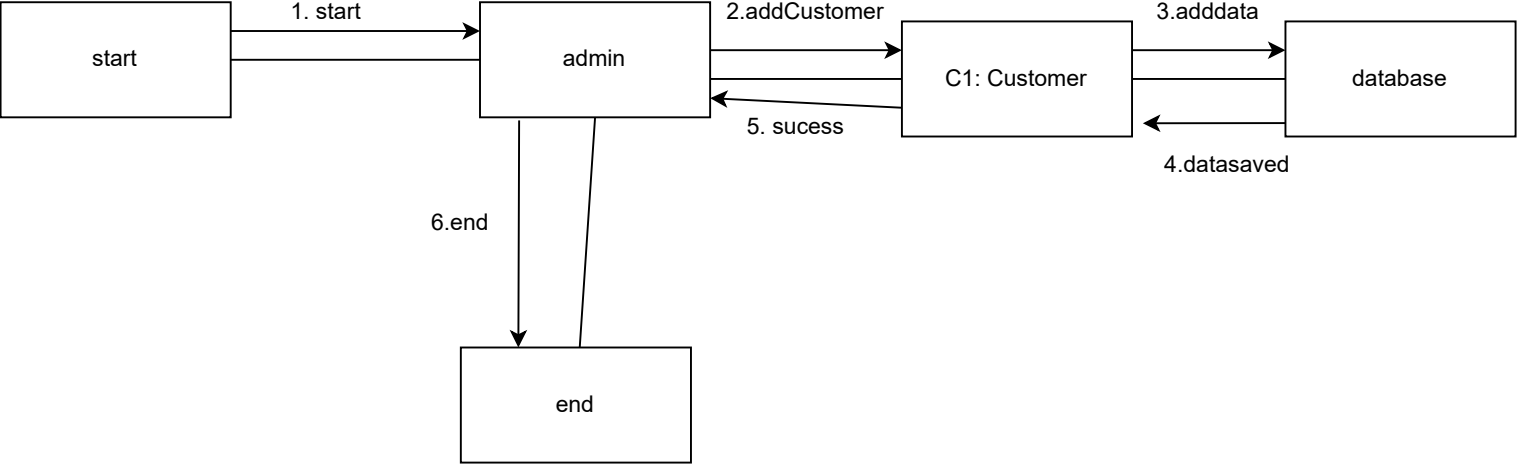 1. start
2.addCustomer
3.adddata
start
admin
C1: Customer
database
5. sucess
4.datasaved
6.end
end